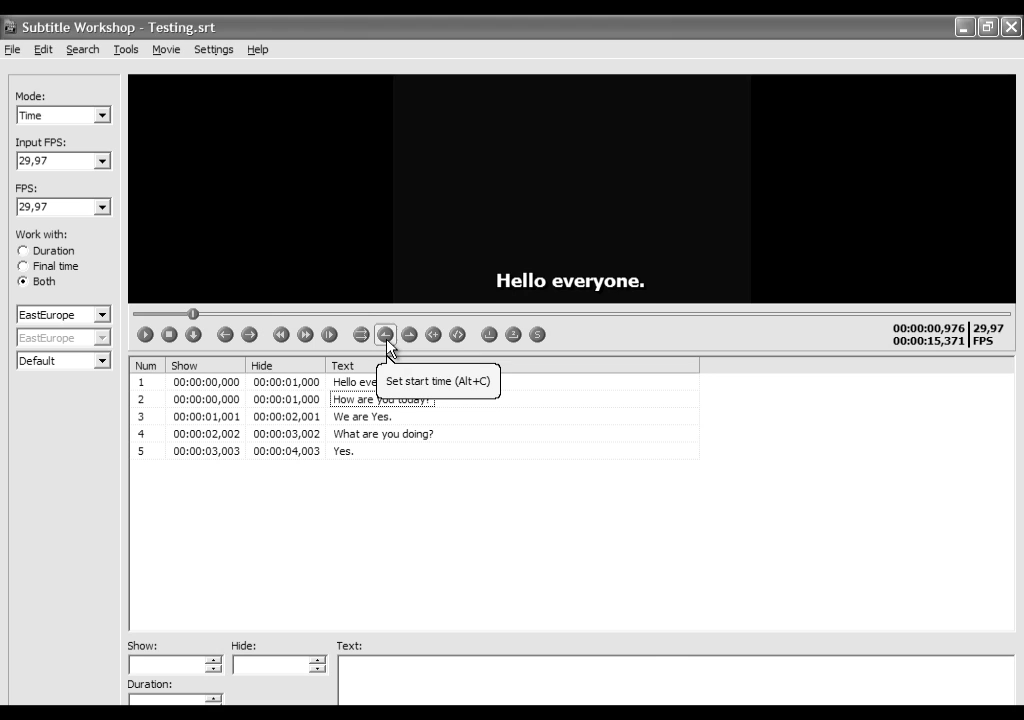 Subtitle Workshop - Testing.srt
File Edit Search Tools Movie Settings Help
Mode:
Time
Input FPS:
29,97
FPS:
29,97
Work with:
Duration
Final time
Both
EastEurope
EastEurope
Default
Hello everyone.
00:00:00,976 29,97
00:00:15,371 FPS
Num Show Hide Text
1 00:00:00,000 00:00:01,000 Hello eve
Set start time (Alt+C)
2 00:00:00,000 00:00:01,000 How are you today?
3 00:00:01,001 00:00:02,001 We are Yes.
4 00:00:02,002 00:00:03,002 What are you doing?
5 00:00:03,003 00:00:04,003 Yes.
Show: Hide: Text:
Duration: